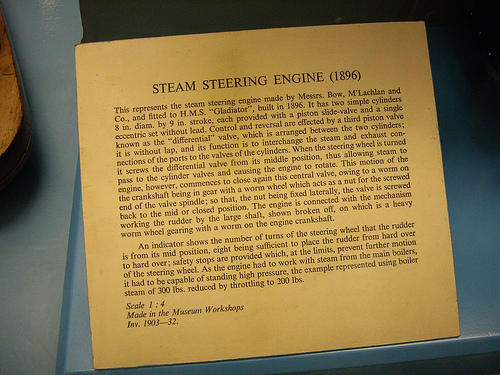 STEAM STEERING ENGINE (1896)
This represents the steam steering engine made by Messrs. Bow, M'Lachlan and
Co., and fitted to H.M.S. "Gladiator", built in 1896. It has two simple cylinders
8 in. diam. by 9 in. stroke, each provided with a piston slide-valve and a single
eccentric set without lead. Control and reversal are effected by a third piston valve
known as the "differential" valve, which is arranged between the two cylinders;
it is without lap, and its function is to interchange the steam and exhaust con-
nections of the ports to the valves of the cylinders. When the steering wheel is turned
it screws the differential valve from its middle position, thus allowing steam to
pass to the cylinder valves and causing the engine to rotate. This motion of the
engine, however, commences to close again this central valve, owing to a worm on
the crankshaft being in gear with a worm wheel which acts as a nut for the screwed
end of the valve spindle; so that, the nut being fixed laterally, the valve is screwed
back to the mid or closed position. The engine is connected with the mechanism
working the rudder by the large shaft, shown broken off, on which is a heavy
worm wheel gearing with a worm on the engine crankshaft.
An indicator shows the number of turns of the steering wheel that the rudder
is from its mid position, eight being sufficient to place the rudder from hard over
to hard over; safety stops are provided which, at the limits, prevent further motion
of the steering wheel. As the engine had to work with steam from the main boilers,
it had to be capable of standing high pressure, the example represented using boiler
steam of 300 lbs. reduced by throttling to 200 lbs.
Scale 1 : 4
Made in the Museum Workshops
Inv. 1903—32.